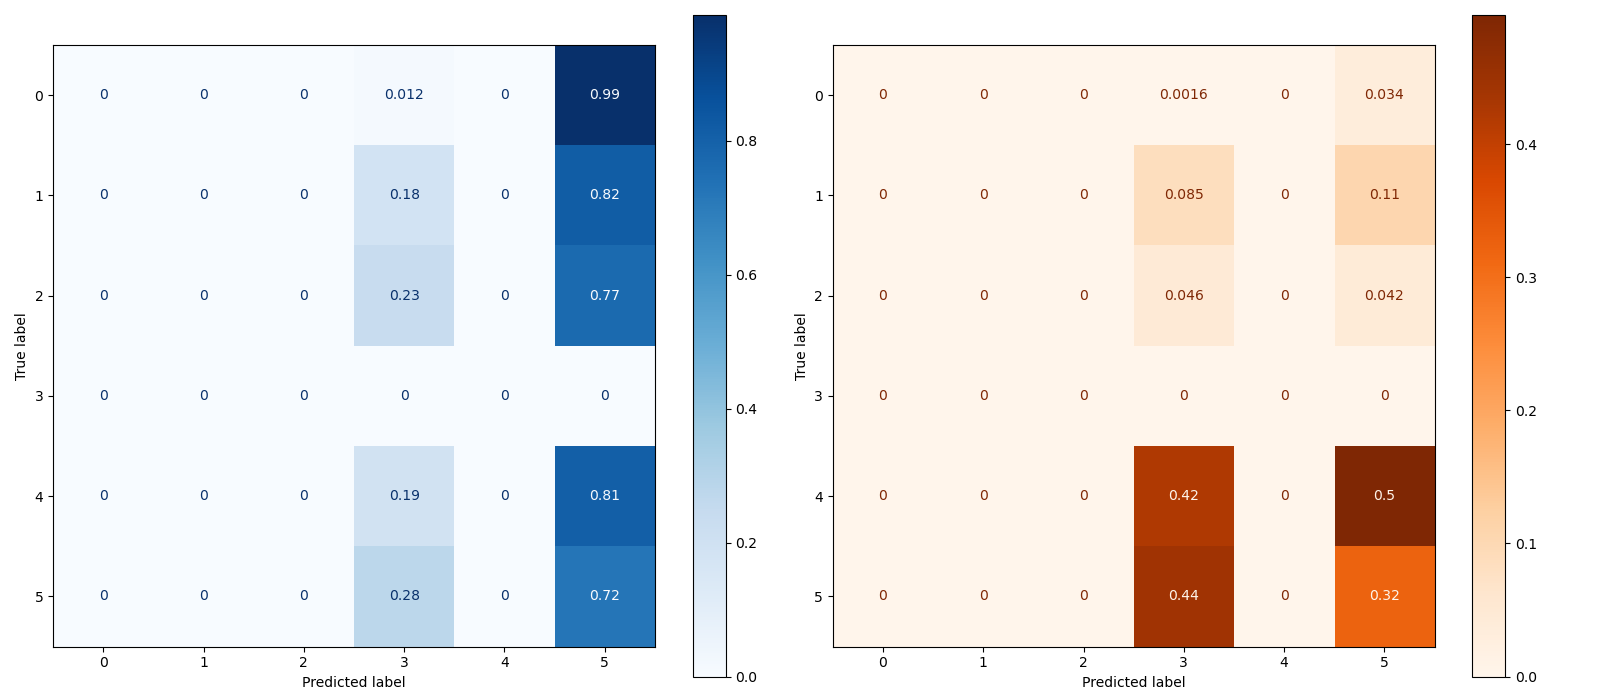 0 0 0 0 0.012 0 0.99
1 0 0 0 0.18 0 0.82
2 0 0 0 0.23 0 0.77
3 0 0 0 0 0 0
4 0 0 0 0.19 0 0.81
5 0 0 0 0.28 0 0.72
0 1 2 3 4 5
Predicted label
True label
0.8
0.6
0.4
0.2
0.0
0 0 0 0 0.0016 0 0.034
1 0 0 0 0.085 0 0.11
2 0 0 0 0.046 0 0.042
3 0 0 0 0 0 0
4 0 0 0 0.42 0 0.5
5 0 0 0 0.44 0 0.32
0 1 2 3 4 5
Predicted label
True label
0.4
0.3
0.2
0.1
0.0